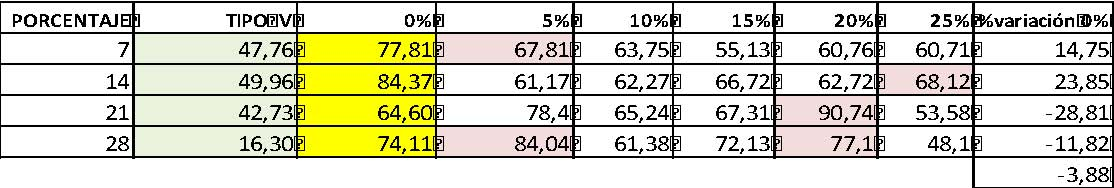 PORCENTAJE TIPO V 0% 5% 10% 15% 20% 25% %variación 0%
7 47,76 77,81 67,81 63,75 55,13 60,76 60,71 14,75
14 49,96 84,37 61,17 62,27 66,72 62,72 68,12 23,85
21 42,73 64,60 78,4 65,24 67,31 90,74 53,58 -28,81
28 16,30 74,11 84,04 61,38 72,13 77,1 48,1 -11,82
-3,88